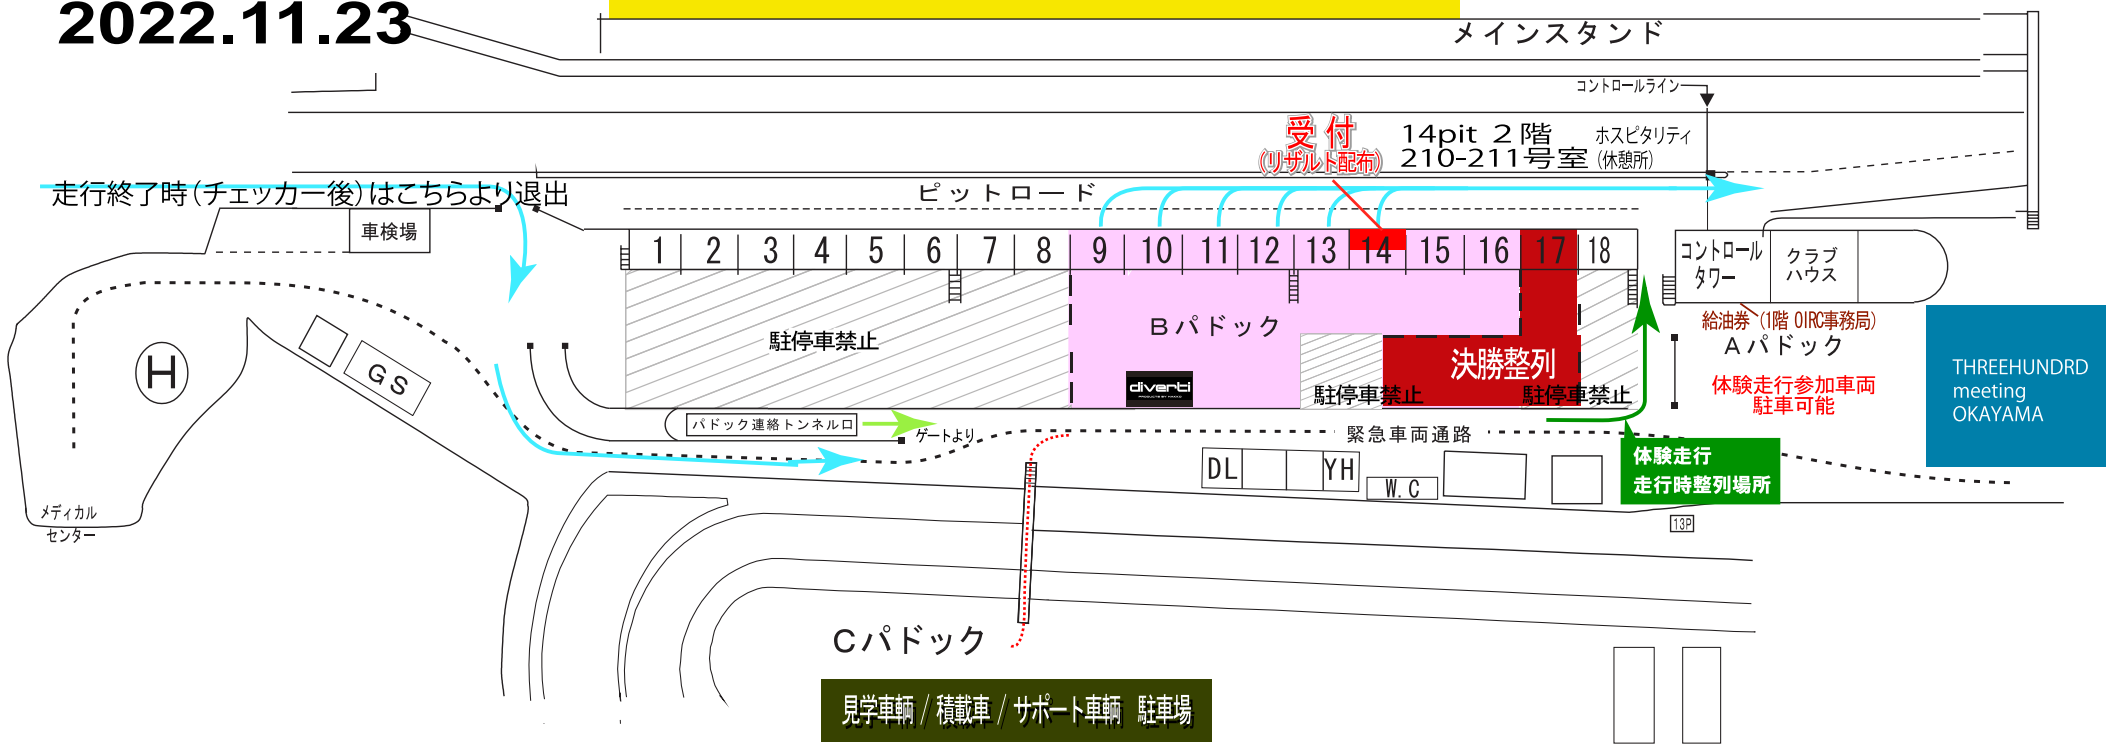 2022.11.23
メインスタンド
コントロールライン
受付
(リザルト配布)
14pit 2階
210-211号室
ホスピタリティ
(休憩所)
走行終了時(チェッカー後)はこちらより退出
ピットロード
車検場
1 2 3 4 5 6 7 8 9 10 11 12 13 14 15 16 17 18
コントロール
タワー
クラブ
ハウス
給油券 (1階 OIRC事務局)
Aパドック
体験走行参加車両
駐車可能
THREEHUNDRD
meeting
OKAYAMA
駐停車禁止
Bパドック
diverti
決勝整列
駐停車禁止
駐停車禁止
H
GS
パドック連絡トンネル口
ゲートより
緊急車両通路
体験走行
走行時整列場所
DL
YH
W.C
13P
メディカル
センター
Cパドック
見学車輌 / 積載車 / サポート車輌 駐車場